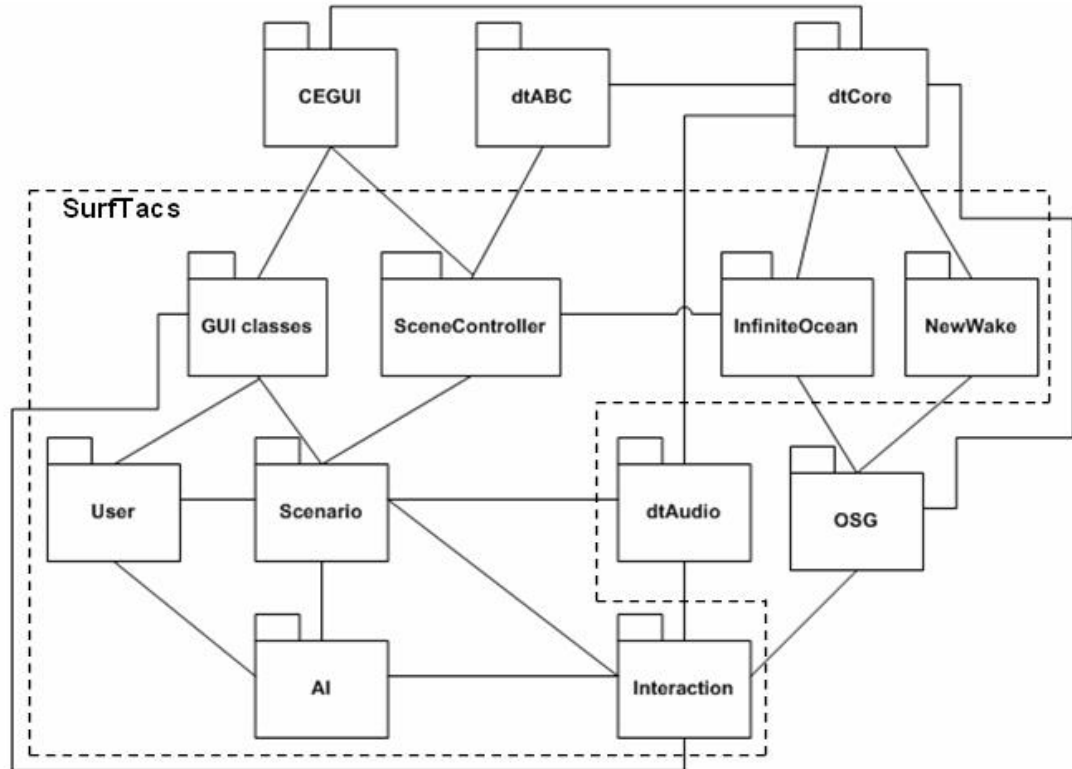 CEGUI
dtABC
dtCore
SurfTacs
GUI classes
SceneController
InfiniteOcean
NewWake
User
Scenario
dtAudio
OSG
AI
Interaction